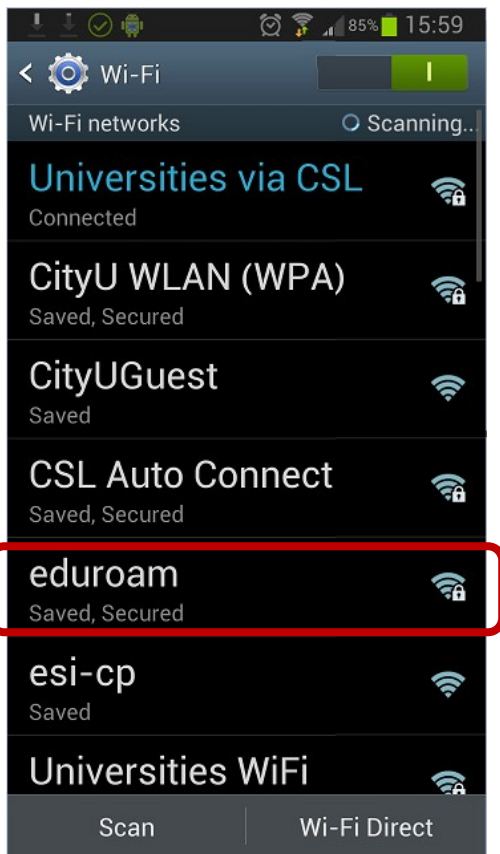 85% 15:59
Wi-Fi
Wi-Fi networks Scanning...
Universities via CSL
Connected
CityU WLAN (WPA)
Saved, Secured
CityUGuest
Saved
CSL Auto Connect
Saved, Secured
eduroam
Saved, Secured
esi-cp
Saved
Universities WiFi
Scan Wi-Fi Direct